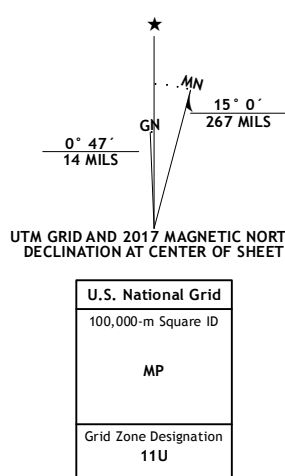 ★
MN
GN
15° 0´
267 MILS
0° 47´
14 MILS
UTM GRID AND 2017 MAGNETIC NORT
DECLINATION AT CENTER OF SHEET
U.S. National Grid
100,000-m Square ID
MP
Grid Zone Designation
11U